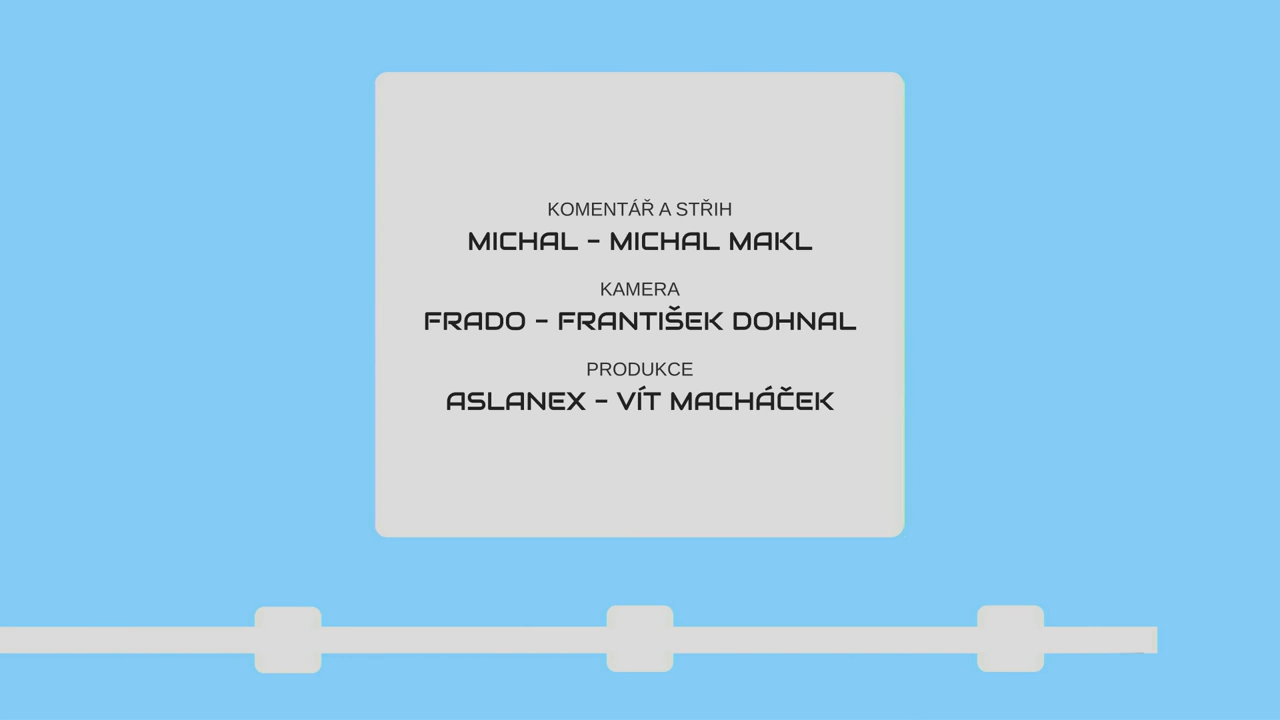 KOMENTÁŘ A STŘIH
MICHAL - MICHAL MAKL
KAMERA
FRADO - FRANTIŠEK DOHNAL
PRODUKCE
ASLANEX - VÍT MACHÁČEK